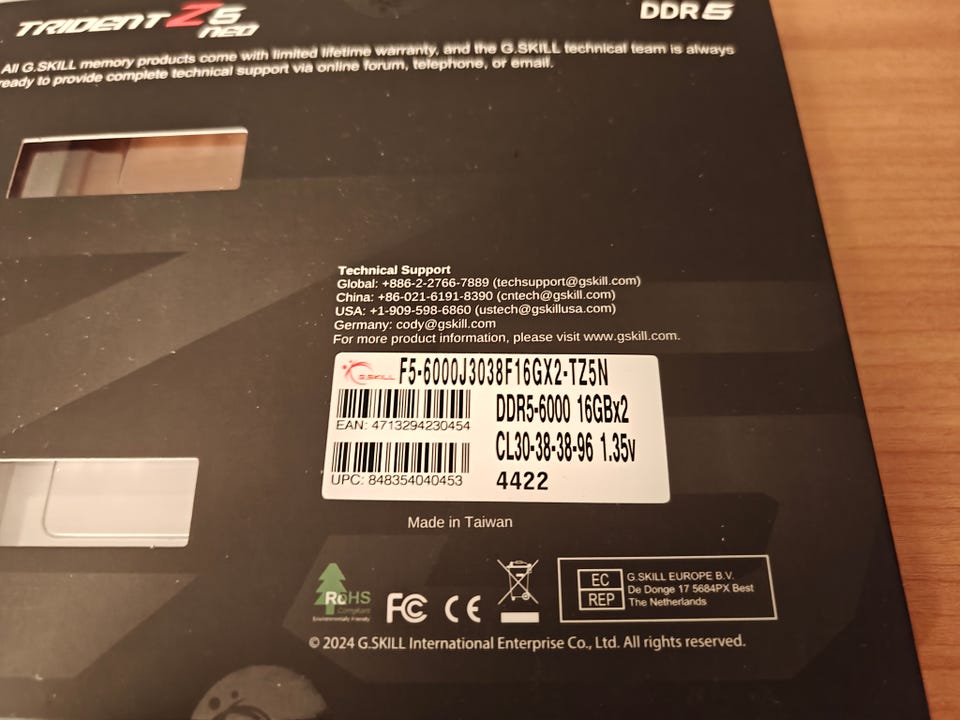 TRIDENT Z5 neo
DDR5
All G.SKILL memory products come with limited lifetime warranty, and the G.SKILL technical team is always
ready to provide complete technical support via online forum, telephone, or email.
Technical Support
Global: +886-2-2766-7889 (techsupport@gskill.com)
China: +86-021-6191-8390 (cntech@gskill.com)
USA: +1-909-598-6860 (ustech@gskillusa.com)
Germany: cody@gskill.com
For more product information, please visit www.gskill.com.
G.SKILL F5-6000J3038F16GX2-TZ5N
DDR5-6000 16GBx2
EAN: 4713294230454
CL30-38-38-96 1.35v
UPC: 848354040453
4422
Made in Taiwan
RoHS
Compliant
Environmentally Friendly
FC CE
EC REP
G.SKILL EUROPE B.V.
De Donge 17 5684PX Best
The Netherlands
© 2024 G.SKILL International Enterprise Co., Ltd. All rights reserved.